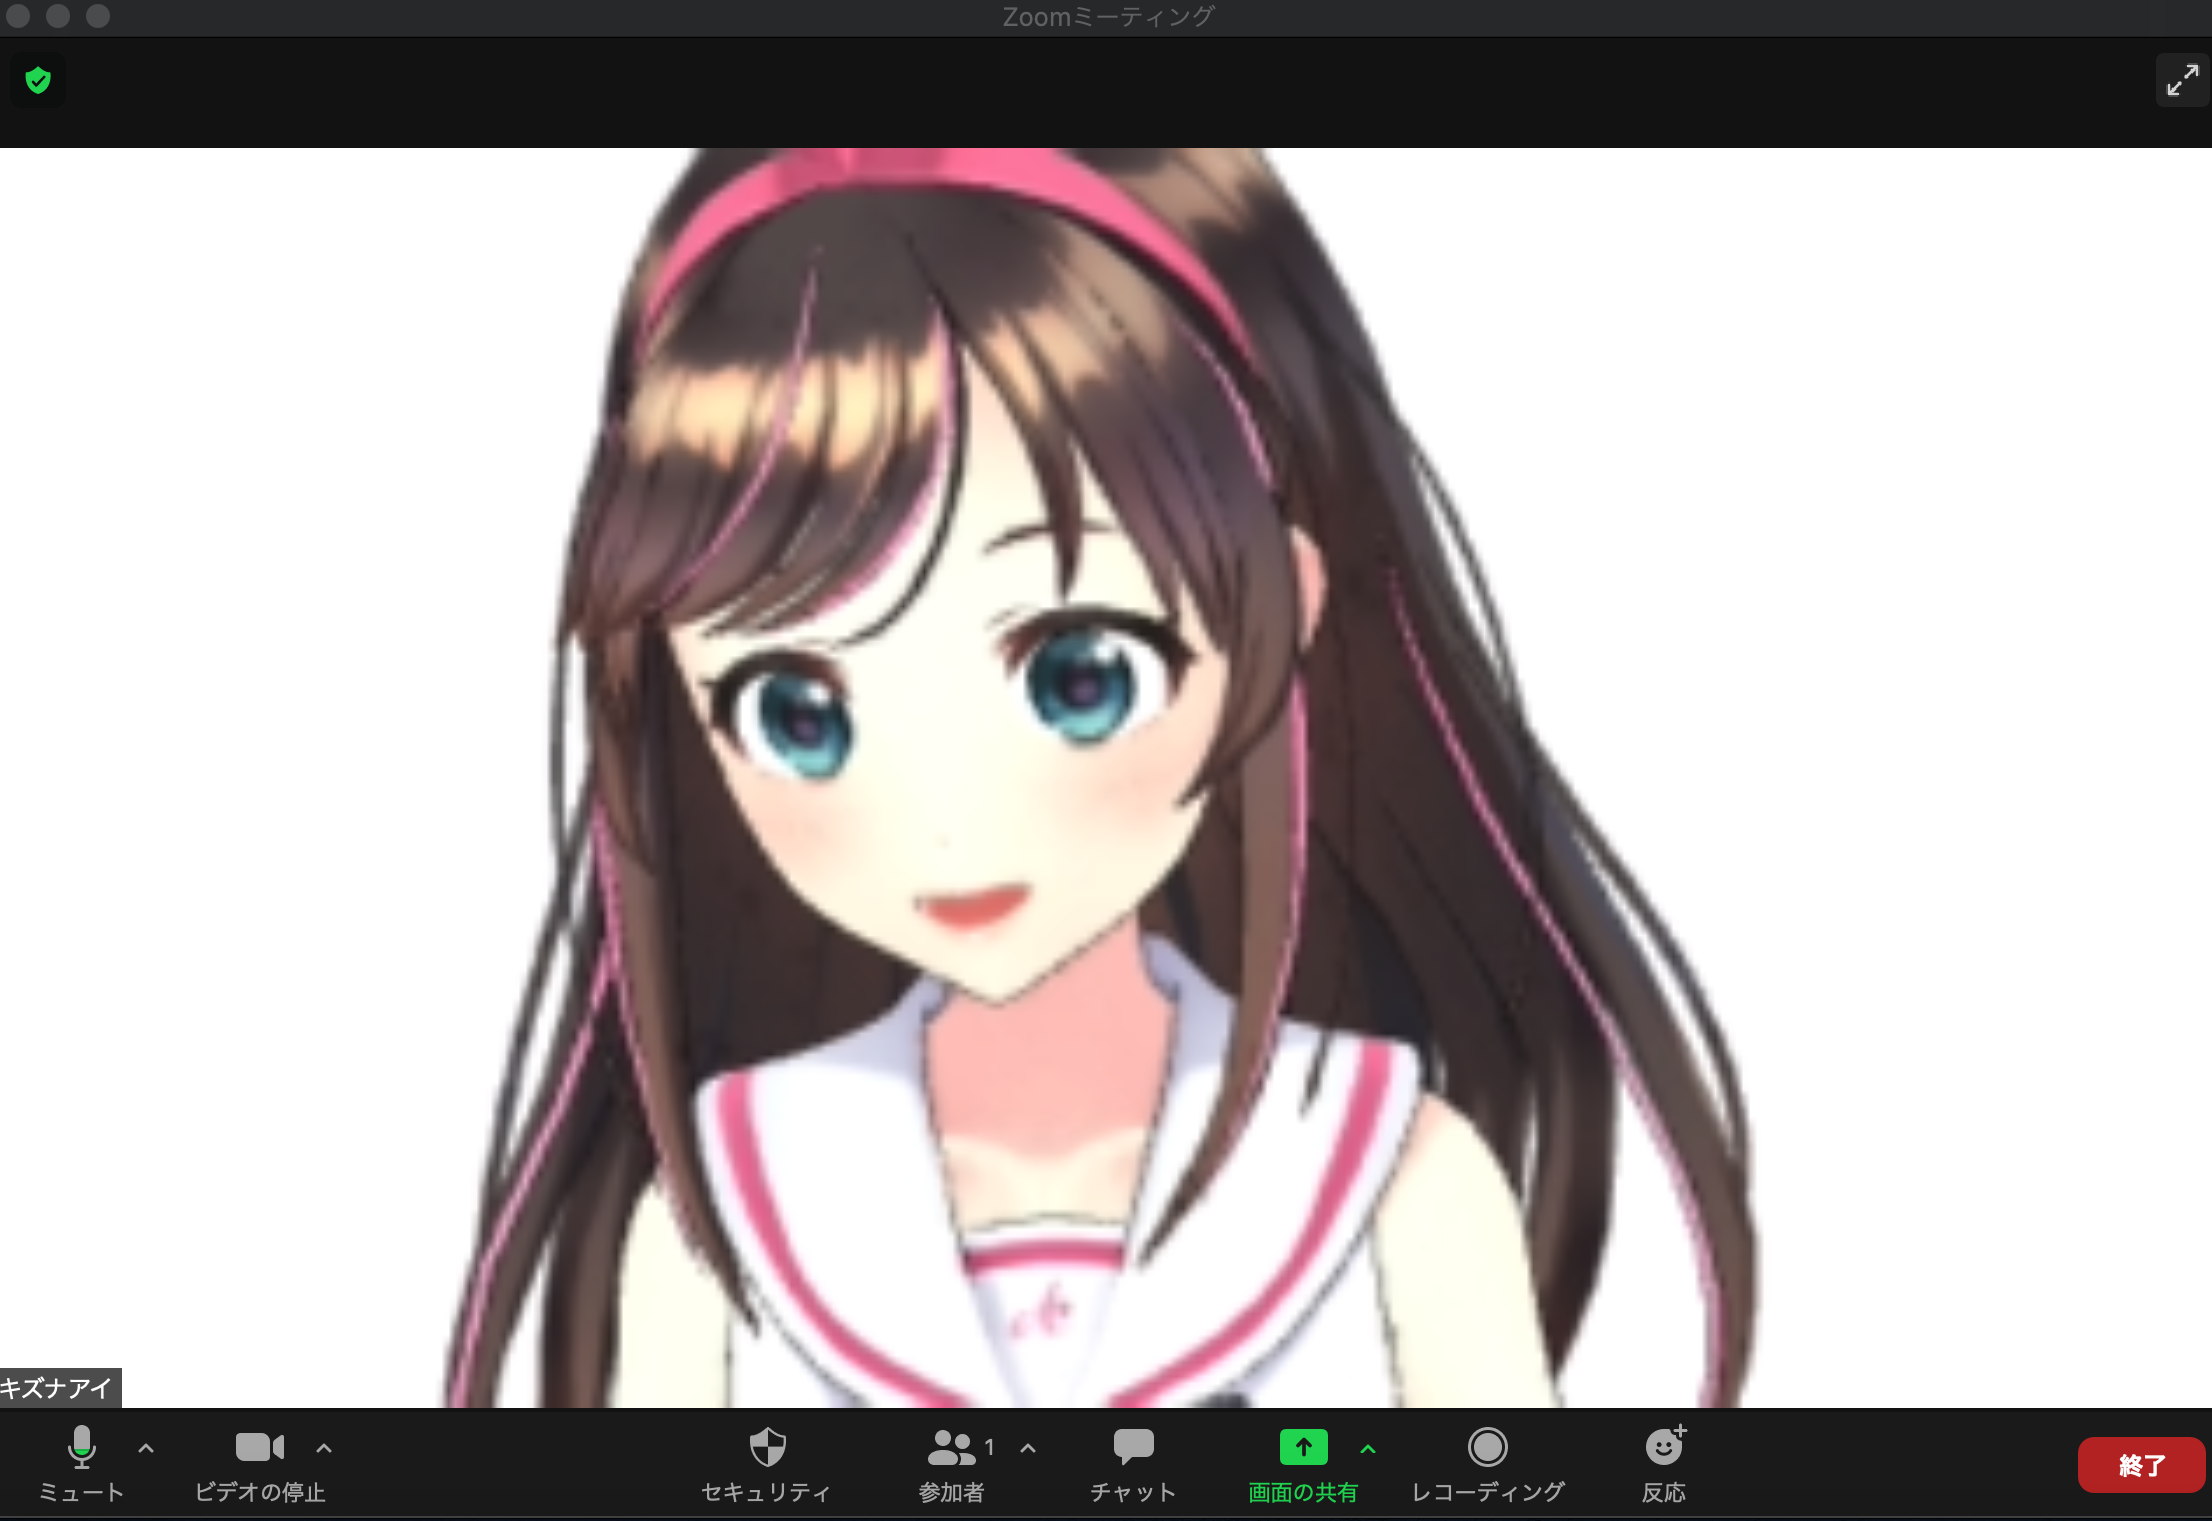 Zoomミーティング
キズナアイ
1
ミュート
ビデオの停止
セキュリティ
参加者
チャット
画面の共有
レコーディング
反応
終了